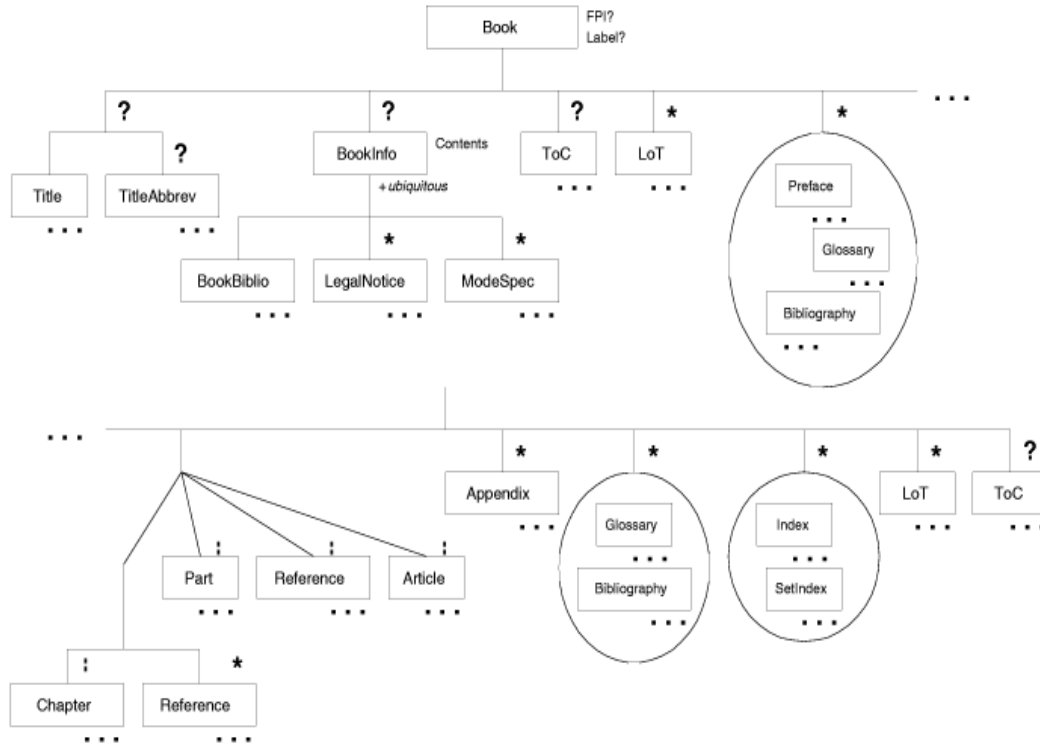 Book
FPI?
Label?
? ? ? * * ...
BookInfo Contents ToC LoT
?
Title TitleAbbrev
+ubiquitous
* *
BookBiblio LegalNotice ModeSpec
Preface
Glossary
Bibliography
...
* * * * ?
Appendix LoT ToC
Glossary Index
Part Reference Article
Bibliography SetIndex
*
Chapter Reference